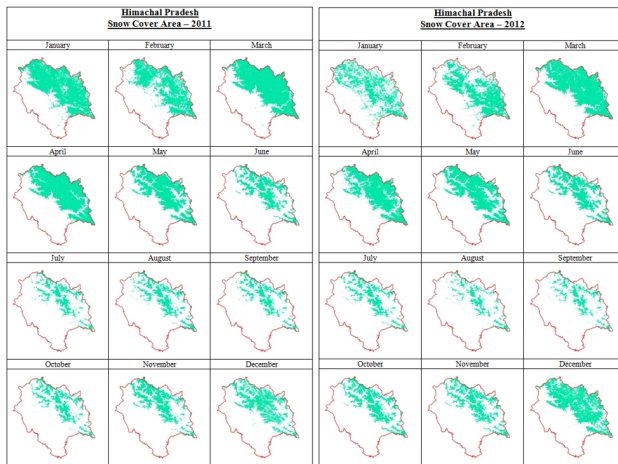 Himachal Pradesh
Snow Cover Area – 2011
January February March
April May June
July August September
October November December
Himachal Pradesh
Snow Cover Area – 2012
January February March
April May June
July August September
October November December